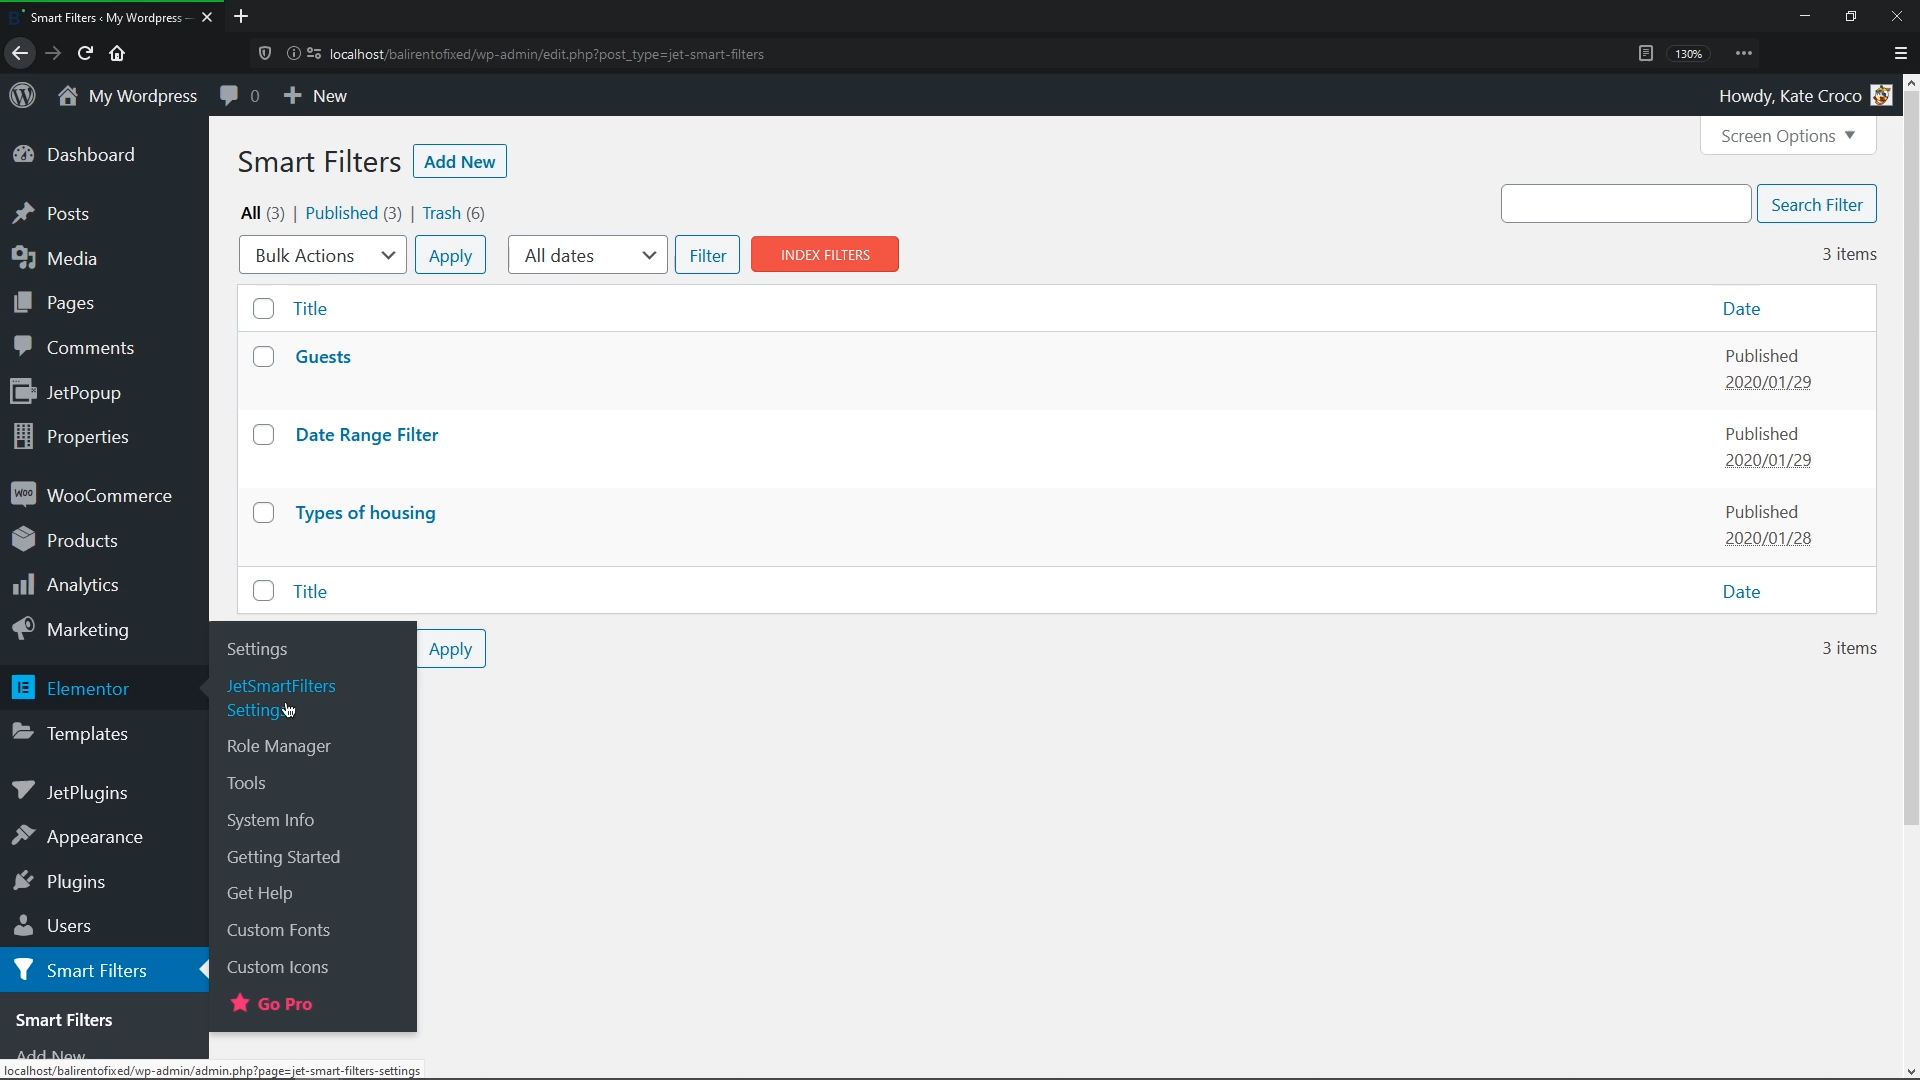 Smart Filters ‹ My Wordpress —
localhost/balirentofixed/wp-admin/edit.php?post_type=jet-smart-filters
130%
My Wordpress
0
New
Howdy, Kate Croco
Screen Options
Dashboard
Posts
Media
Pages
Comments
JetPopup
Properties
WooCommerce
Products
Analytics
Marketing
Elementor
Templates
JetPlugins
Appearance
Plugins
Users
Smart Filters
Smart Filters
Add New
Smart Filters
Add New
All (3) | Published (3) | Trash (6)
Search Filter
Bulk Actions
Apply
All dates
Filter
INDEX FILTERS
3 items
Title
Date
Guests
Published
2020/01/29
Date Range Filter
Published
2020/01/29
Types of housing
Published
2020/01/28
Title
Date
Apply
3 items
Settings
JetSmartFilters
Settings
Role Manager
Tools
System Info
Getting Started
Get Help
Custom Fonts
Custom Icons
Go Pro
localhost/balirentofixed/wp-admin/admin.php?page=jet-smart-filters-settings